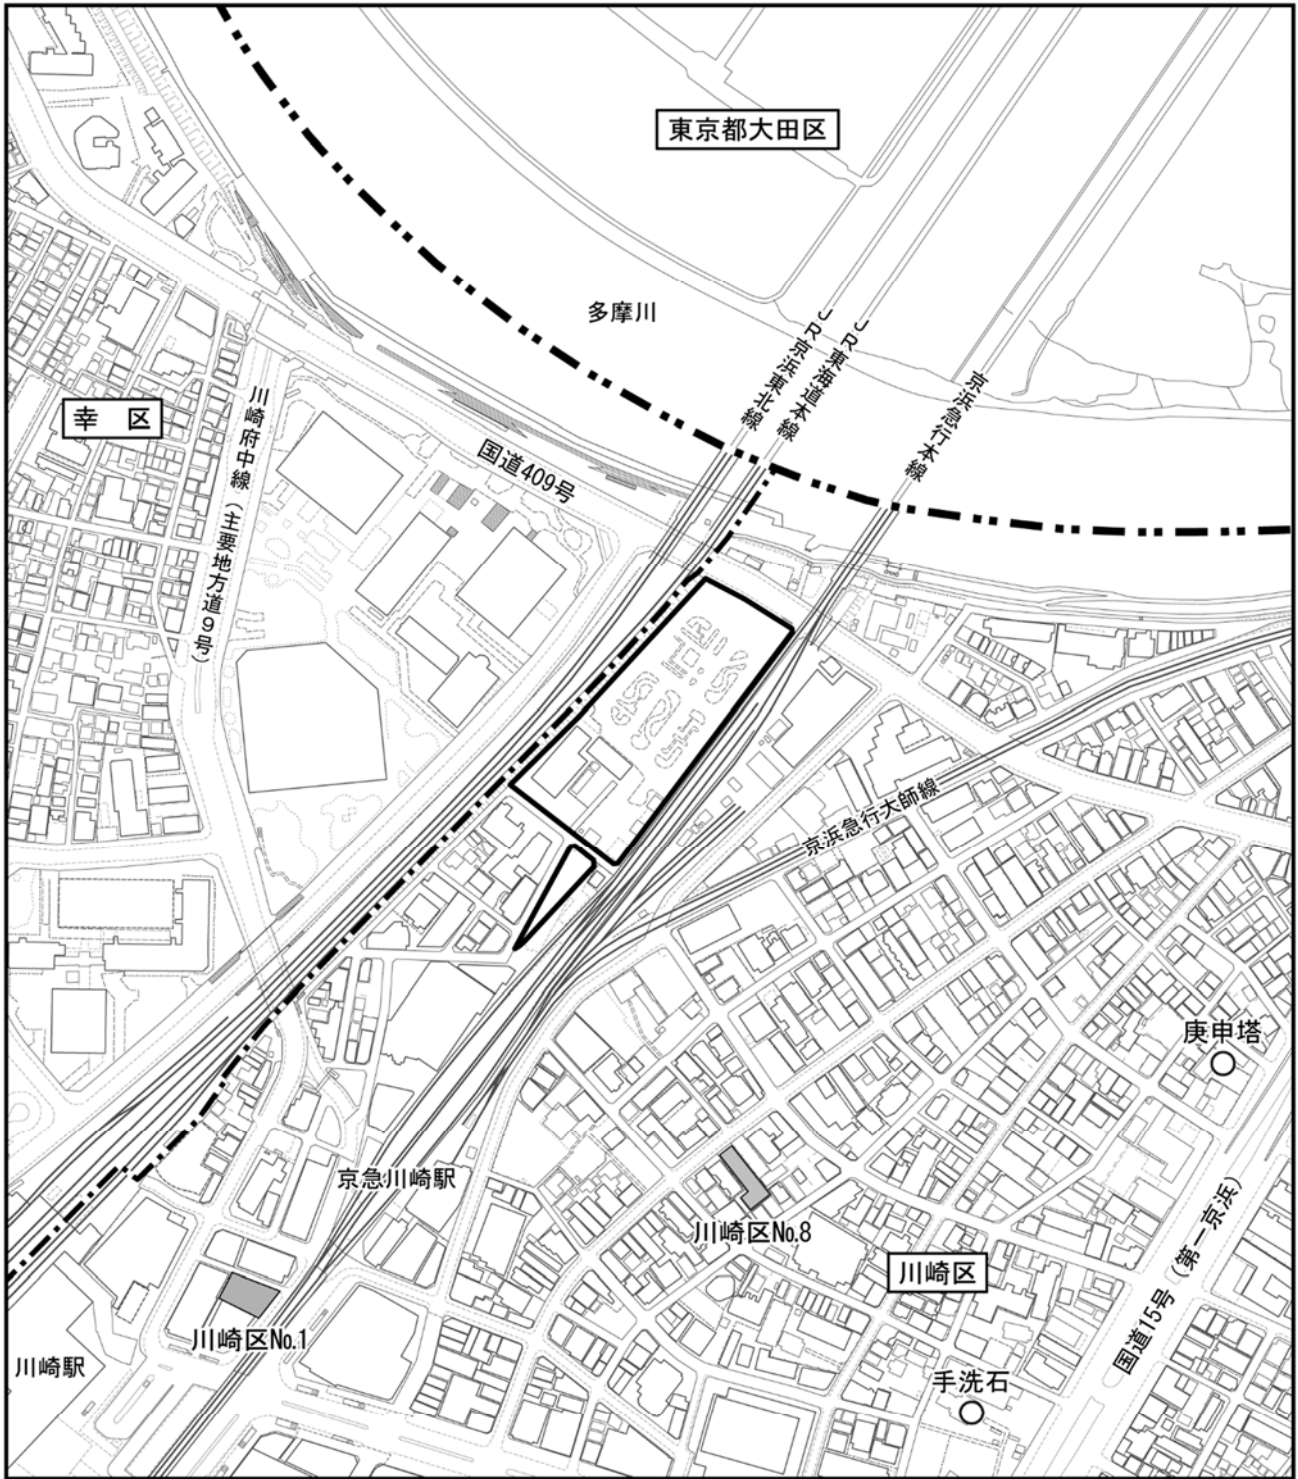 東京都大田区
多摩川
JR京浜東北線
JR東海道本線
京浜急行本線
幸 区
川崎府中線（主要地方道9号）
国道409号
京浜急行大師線
庚申塔
京急川崎駅
川崎区No.8
川崎区
国道15号（第一京浜）
川崎区No.1
川崎駅
手洗石